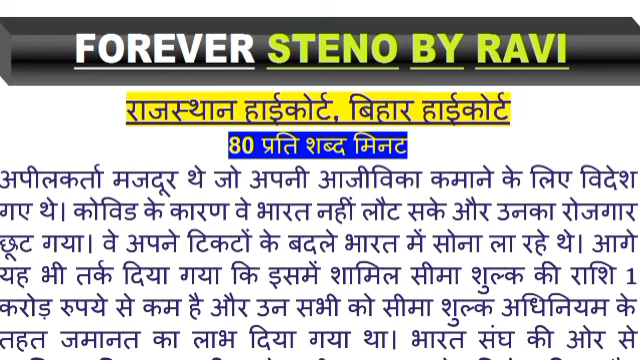 FOREVER STENO BY RAVI
राजस्थान हाईकोर्ट, बिहार हाईकोर्ट
80 प्रति शब्द मिनट
अपीलकर्ता मजदूर थे जो अपनी आजीविका कमाने के लिए विदेश
गए थे। कोविड के कारण वे भारत नहीं लौट सके और उनका रोजगार
छूट गया। वे अपने टिकटों के बदले भारत में सोना ला रहे थे। आगे
यह भी तर्क दिया गया कि इसमें शामिल सीमा शुल्क की राशि 1
करोड़ रुपये से कम है और उन सभी को सीमा शुल्क अधिनियम के
तहत जमानत का लाभ दिया गया था। भारत संघ की ओर से